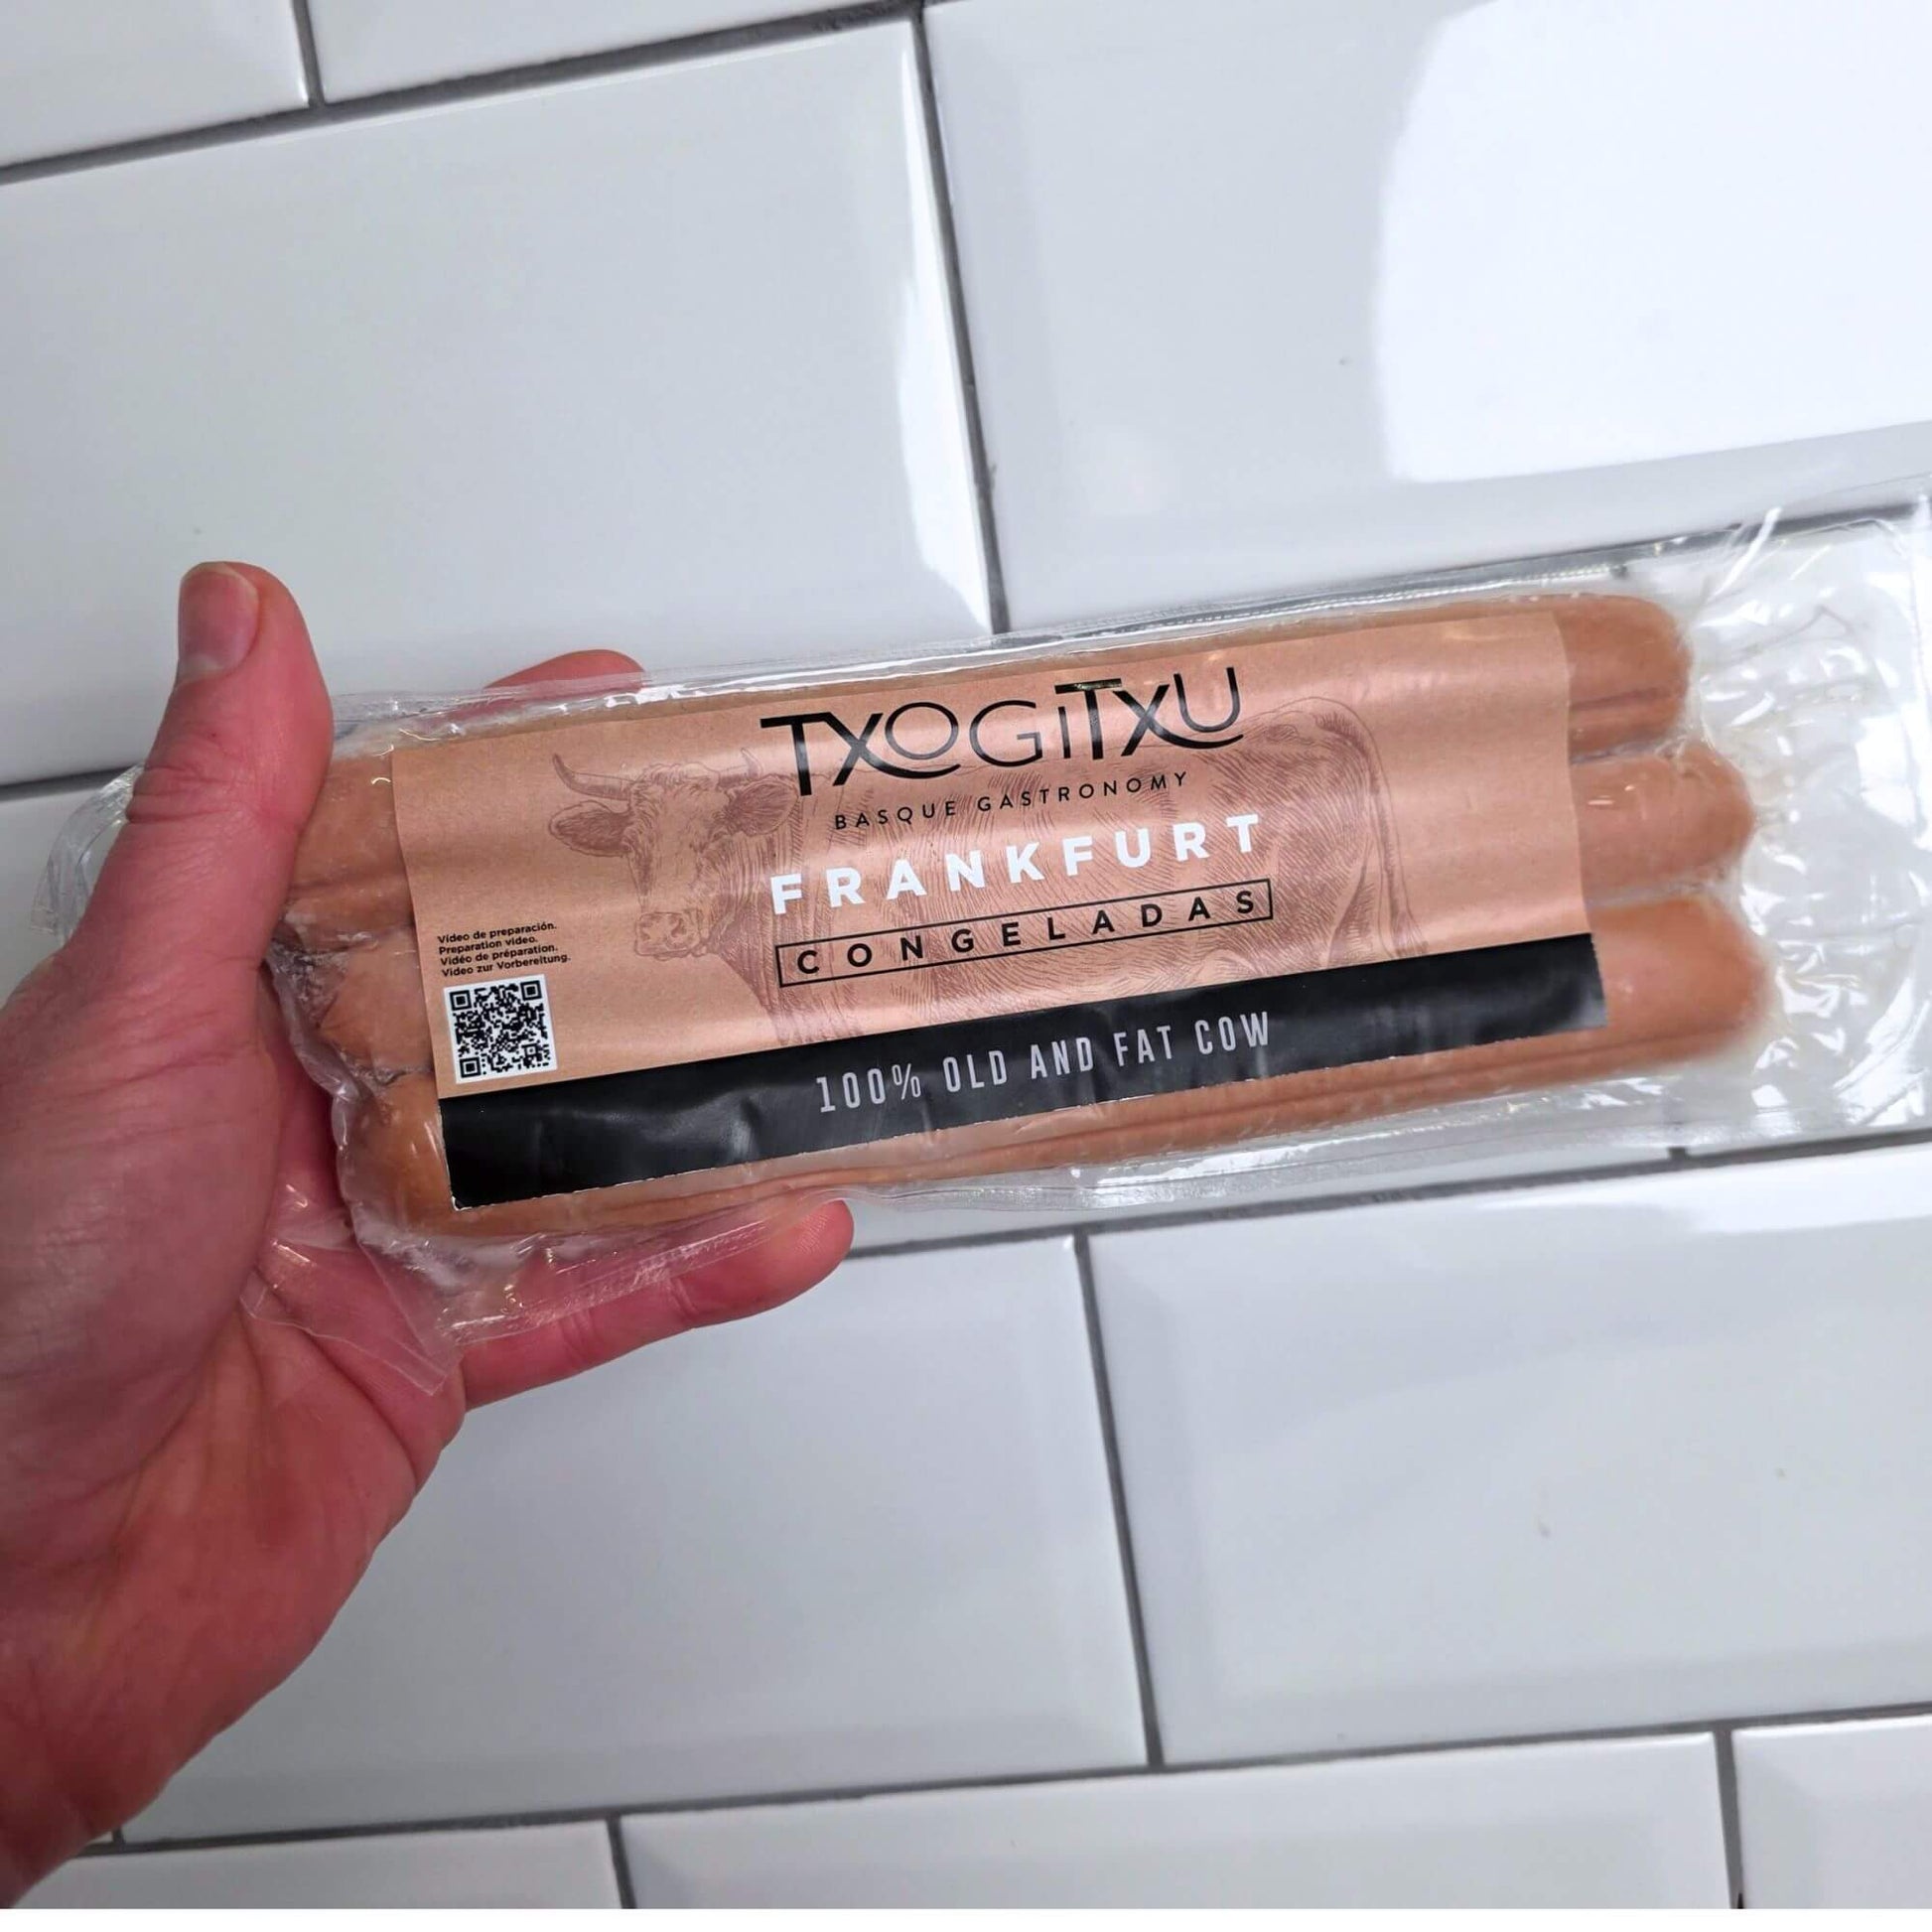 TXOGITXU
BASQUE GASTRONOMY
FRANKFURT
CONGELADAS
Vídeo de preparación.
Preparation video.
Vidéo de préparation.
Video zur Vorbereitung.
100% OLD AND FAT COW